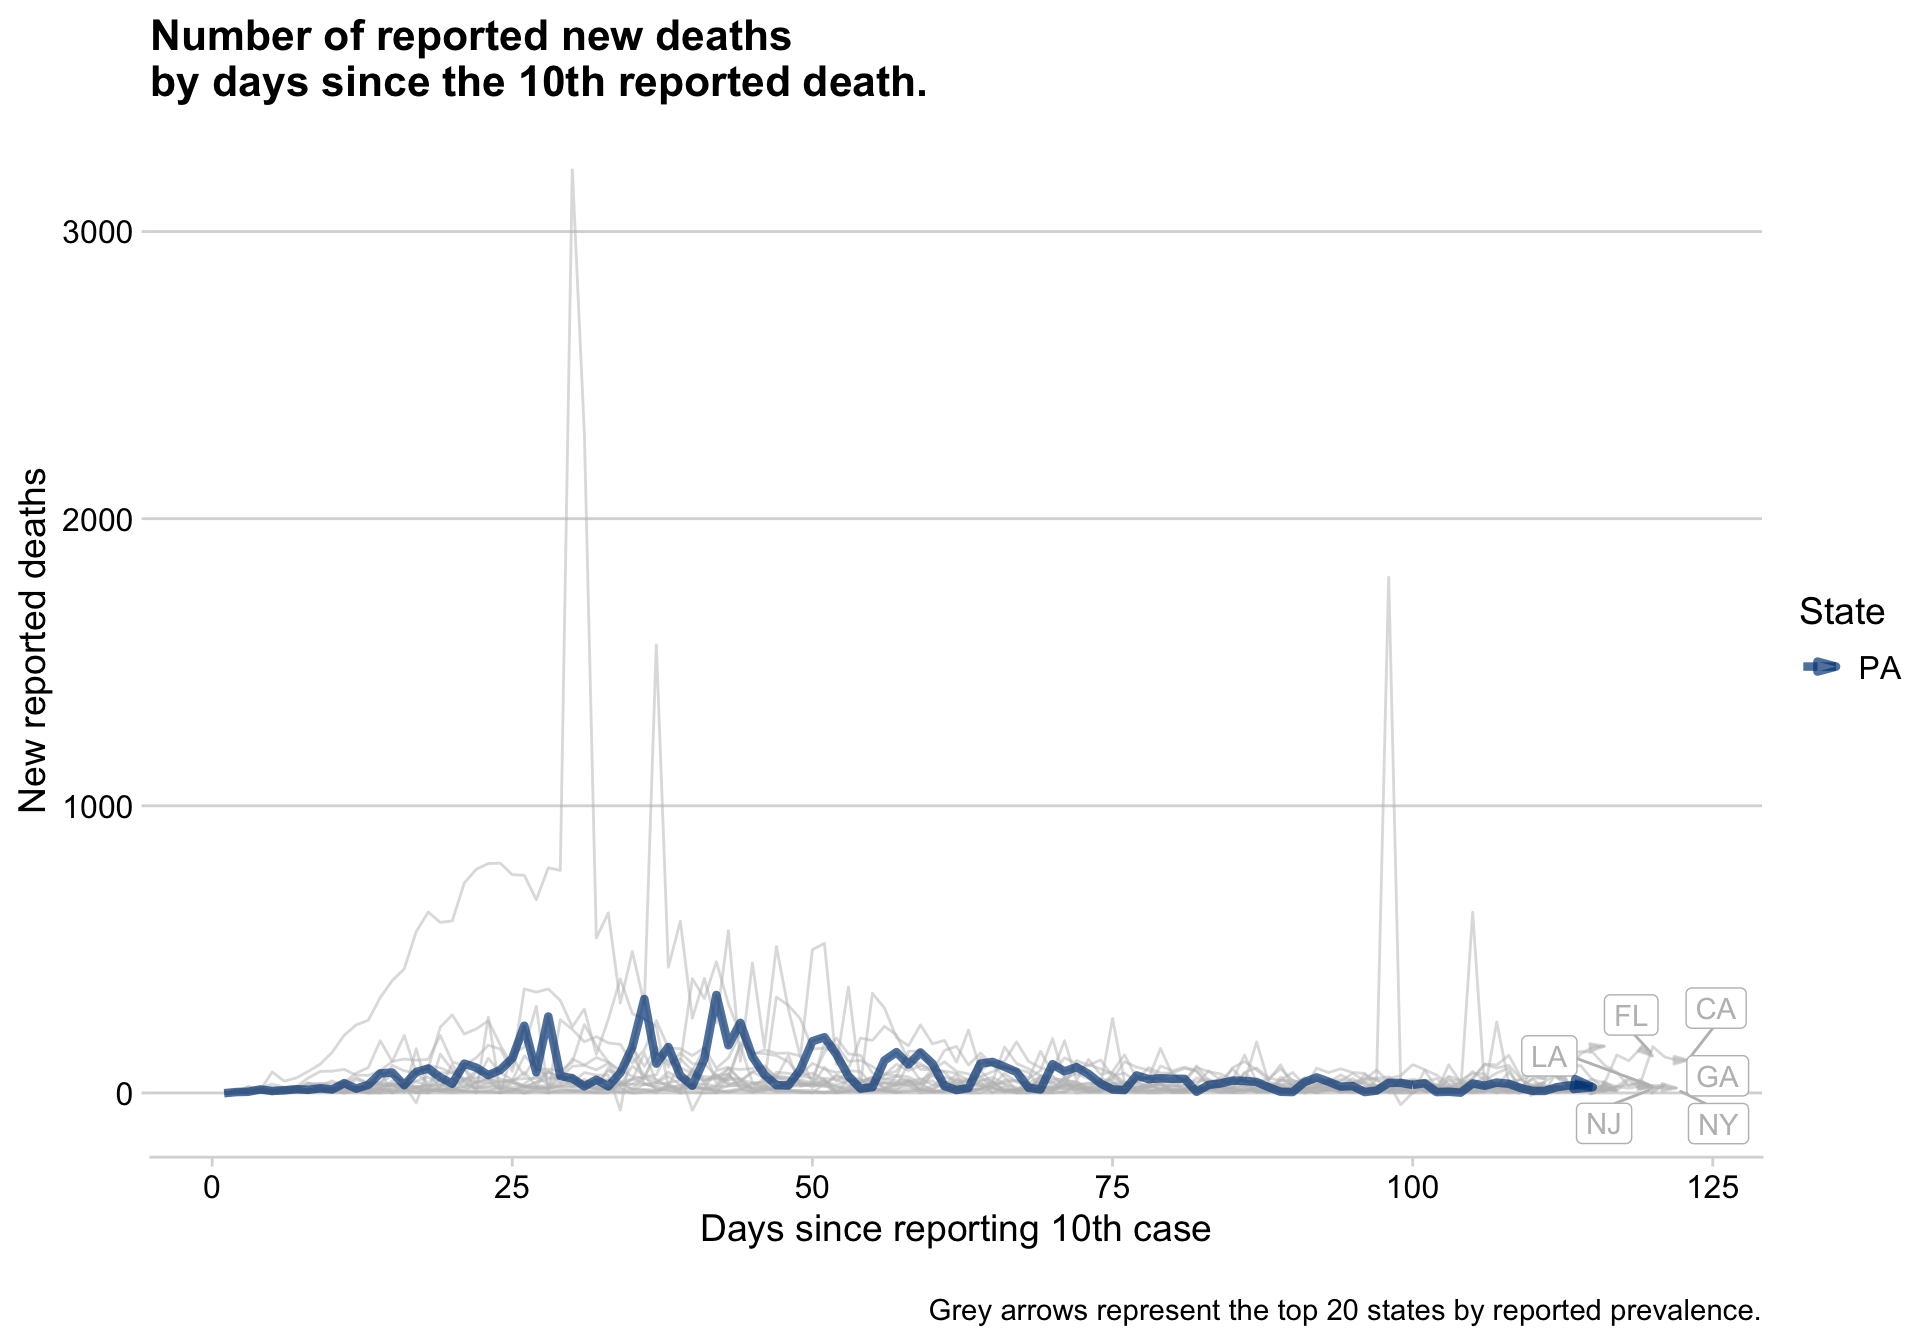 Number of reported new deaths
by days since the 10th reported death.
New reported deaths
3000
2000
1000
0
0
25
50
75
100
125
Days since reporting 10th case
FL
CA
LA
GA
NJ
NY
State
PA
Grey arrows represent the top 20 states by reported prevalence.